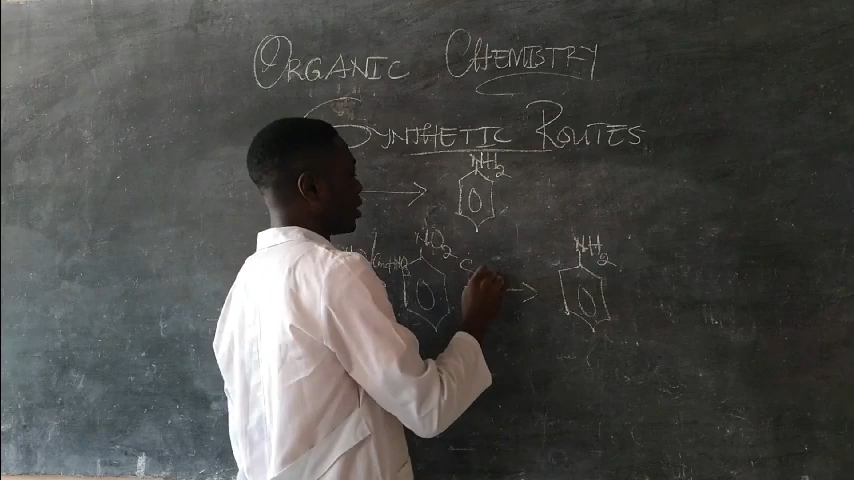 ORGANIC CHEMISTRY
SYNTHETIC ROUTES
NH2
NO2
NH2
C